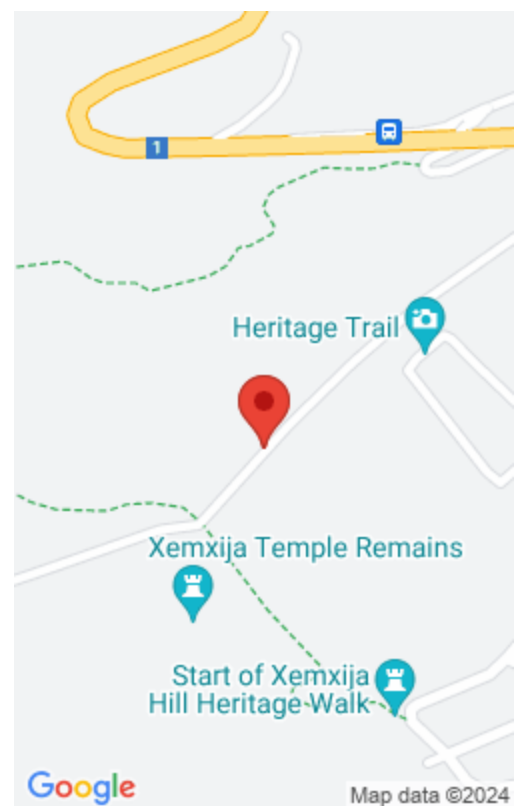 1
Heritage Trail
Xemxija Temple Remains
Start of Xemxija
Hill Heritage Walk
Google
Map data ©2024